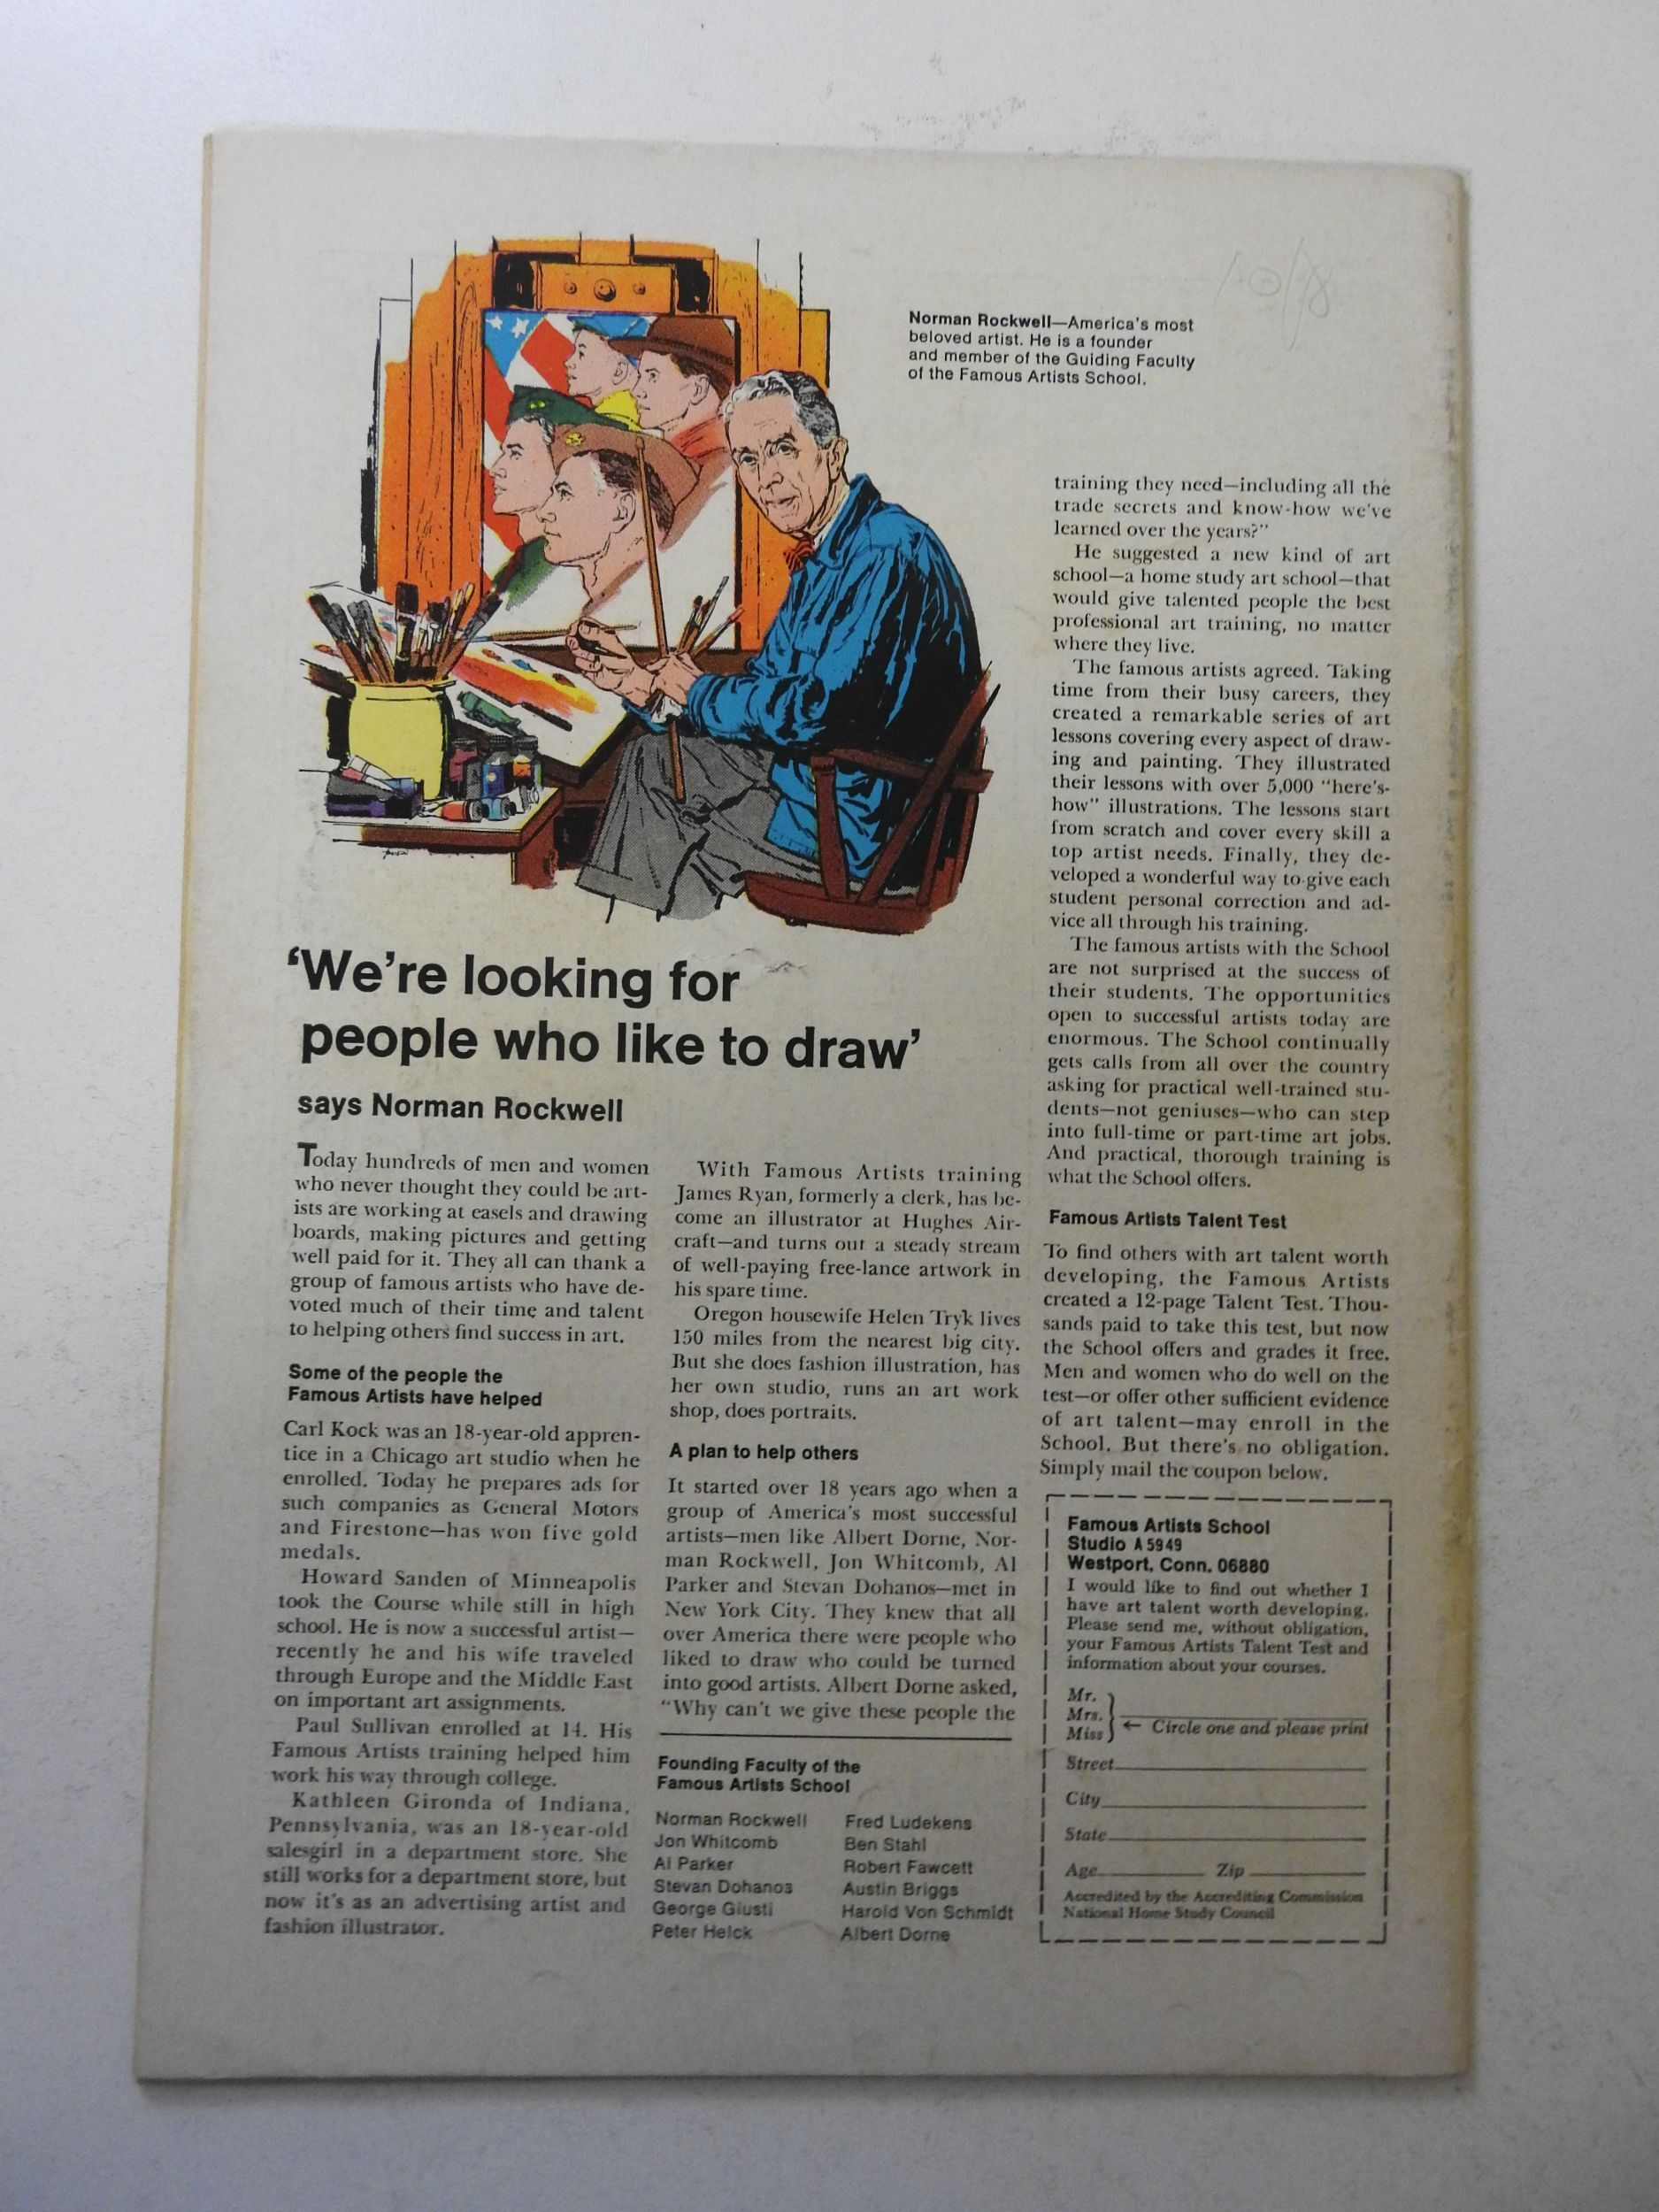 10/8
Norman Rockwell—America's most
beloved artist. He is a founder
and member of the Guiding Faculty
of the Famous Artists School.
'We're looking for
people who like to draw'
says Norman Rockwell
Today hundreds of men and women
who never thought they could be art-
ists are working at easels and drawing
boards, making pictures and getting
well paid for it. They all can thank a
group of famous artists who have de-
voted much of their time and talent
to helping others find success in art.
Some of the people the
Famous Artists have helped
Carl Kock was an 18-year-old appren-
tice in a Chicago art studio when he
enrolled. Today he prepares ads for
such companies as General Motors
and Firestone—has won five gold
medals.
Howard Sanden of Minneapolis
took the Course while still in high
school. He is now a successful artist—
recently he and his wife traveled
through Europe and the Middle East
on important art assignments.
Paul Sullivan enrolled at 14. His
Famous Artists training helped him
work his way through college.
Kathleen Gironda of Indiana,
Pennsylvania, was an 18-year-old
salesgirl in a department store. She
still works for a department store, but
now it's as an advertising artist and
fashion illustrator.
With Famous Artists training
James Ryan, formerly a clerk, has be-
come an illustrator at Hughes Air-
craft—and turns out a steady stream
of well-paying free-lance artwork in
his spare time.
Oregon housewife Helen Tryk lives
150 miles from the nearest big city.
But she does fashion illustration, has
her own studio, runs an art work
shop, does portraits.
A plan to help others
It started over 18 years ago when a
group of America's most successful
artists—men like Albert Dorne, Nor-
man Rockwell, Jon Whitcomb, Al
Parker and Stevan Dohanos—met in
New York City. They knew that all
over America there were people who
liked to draw who could be turned
into good artists. Albert Dorne asked,
"Why can't we give these people the
training they need—including all the
trade secrets and know-how we've
learned over the years?"
He suggested a new kind of art
school—a home study art school—that
would give talented people the best
professional art training, no matter
where they live.
The famous artists agreed. Taking
time from their busy careers, they
created a remarkable series of art
lessons covering every aspect of draw-
ing and painting. They illustrated
their lessons with over 5,000 "here's-
how" illustrations. The lessons start
from scratch and cover every skill a
top artist needs. Finally, they de-
veloped a wonderful way to give each
student personal correction and ad-
vice all through his training.
The famous artists with the School
are not surprised at the success of
their students. The opportunities
open to successful artists today are
enormous. The School continually
gets calls from all over the country
asking for practical well-trained stu-
dents—not geniuses—who can step
into full-time or part-time art jobs.
And practical, thorough training is
what the School offers.
Famous Artists Talent Test
To find others with art talent worth
developing, the Famous Artists
created a 12-page Talent Test. Thou-
sands paid to take this test, but now
the School offers and grades it free.
Men and women who do well on the
test—or offer other sufficient evidence
of art talent—may enroll in the
School. But there's no obligation.
Simply mail the coupon below.
Founding Faculty of the
Famous Artists School
Norman Rockwell
Jon Whitcomb
Al Parker
Stevan Dohanos
George Giusti
Peter Helck
Fred Ludekens
Ben Stahl
Robert Fawcett
Austin Briggs
Harold Von Schmidt
Albert Dorne
Famous Artists School
Studio A5949
Westport, Conn. 06880
I would like to find out whether I
have art talent worth developing.
Please send me, without obligation,
your Famous Artists Talent Test and
information about your courses.
Mr.
Mrs.
Miss ← Circle one and please print
Street
City
State
Age Zip
Accredited by the Accrediting Commission
National Home Study Council